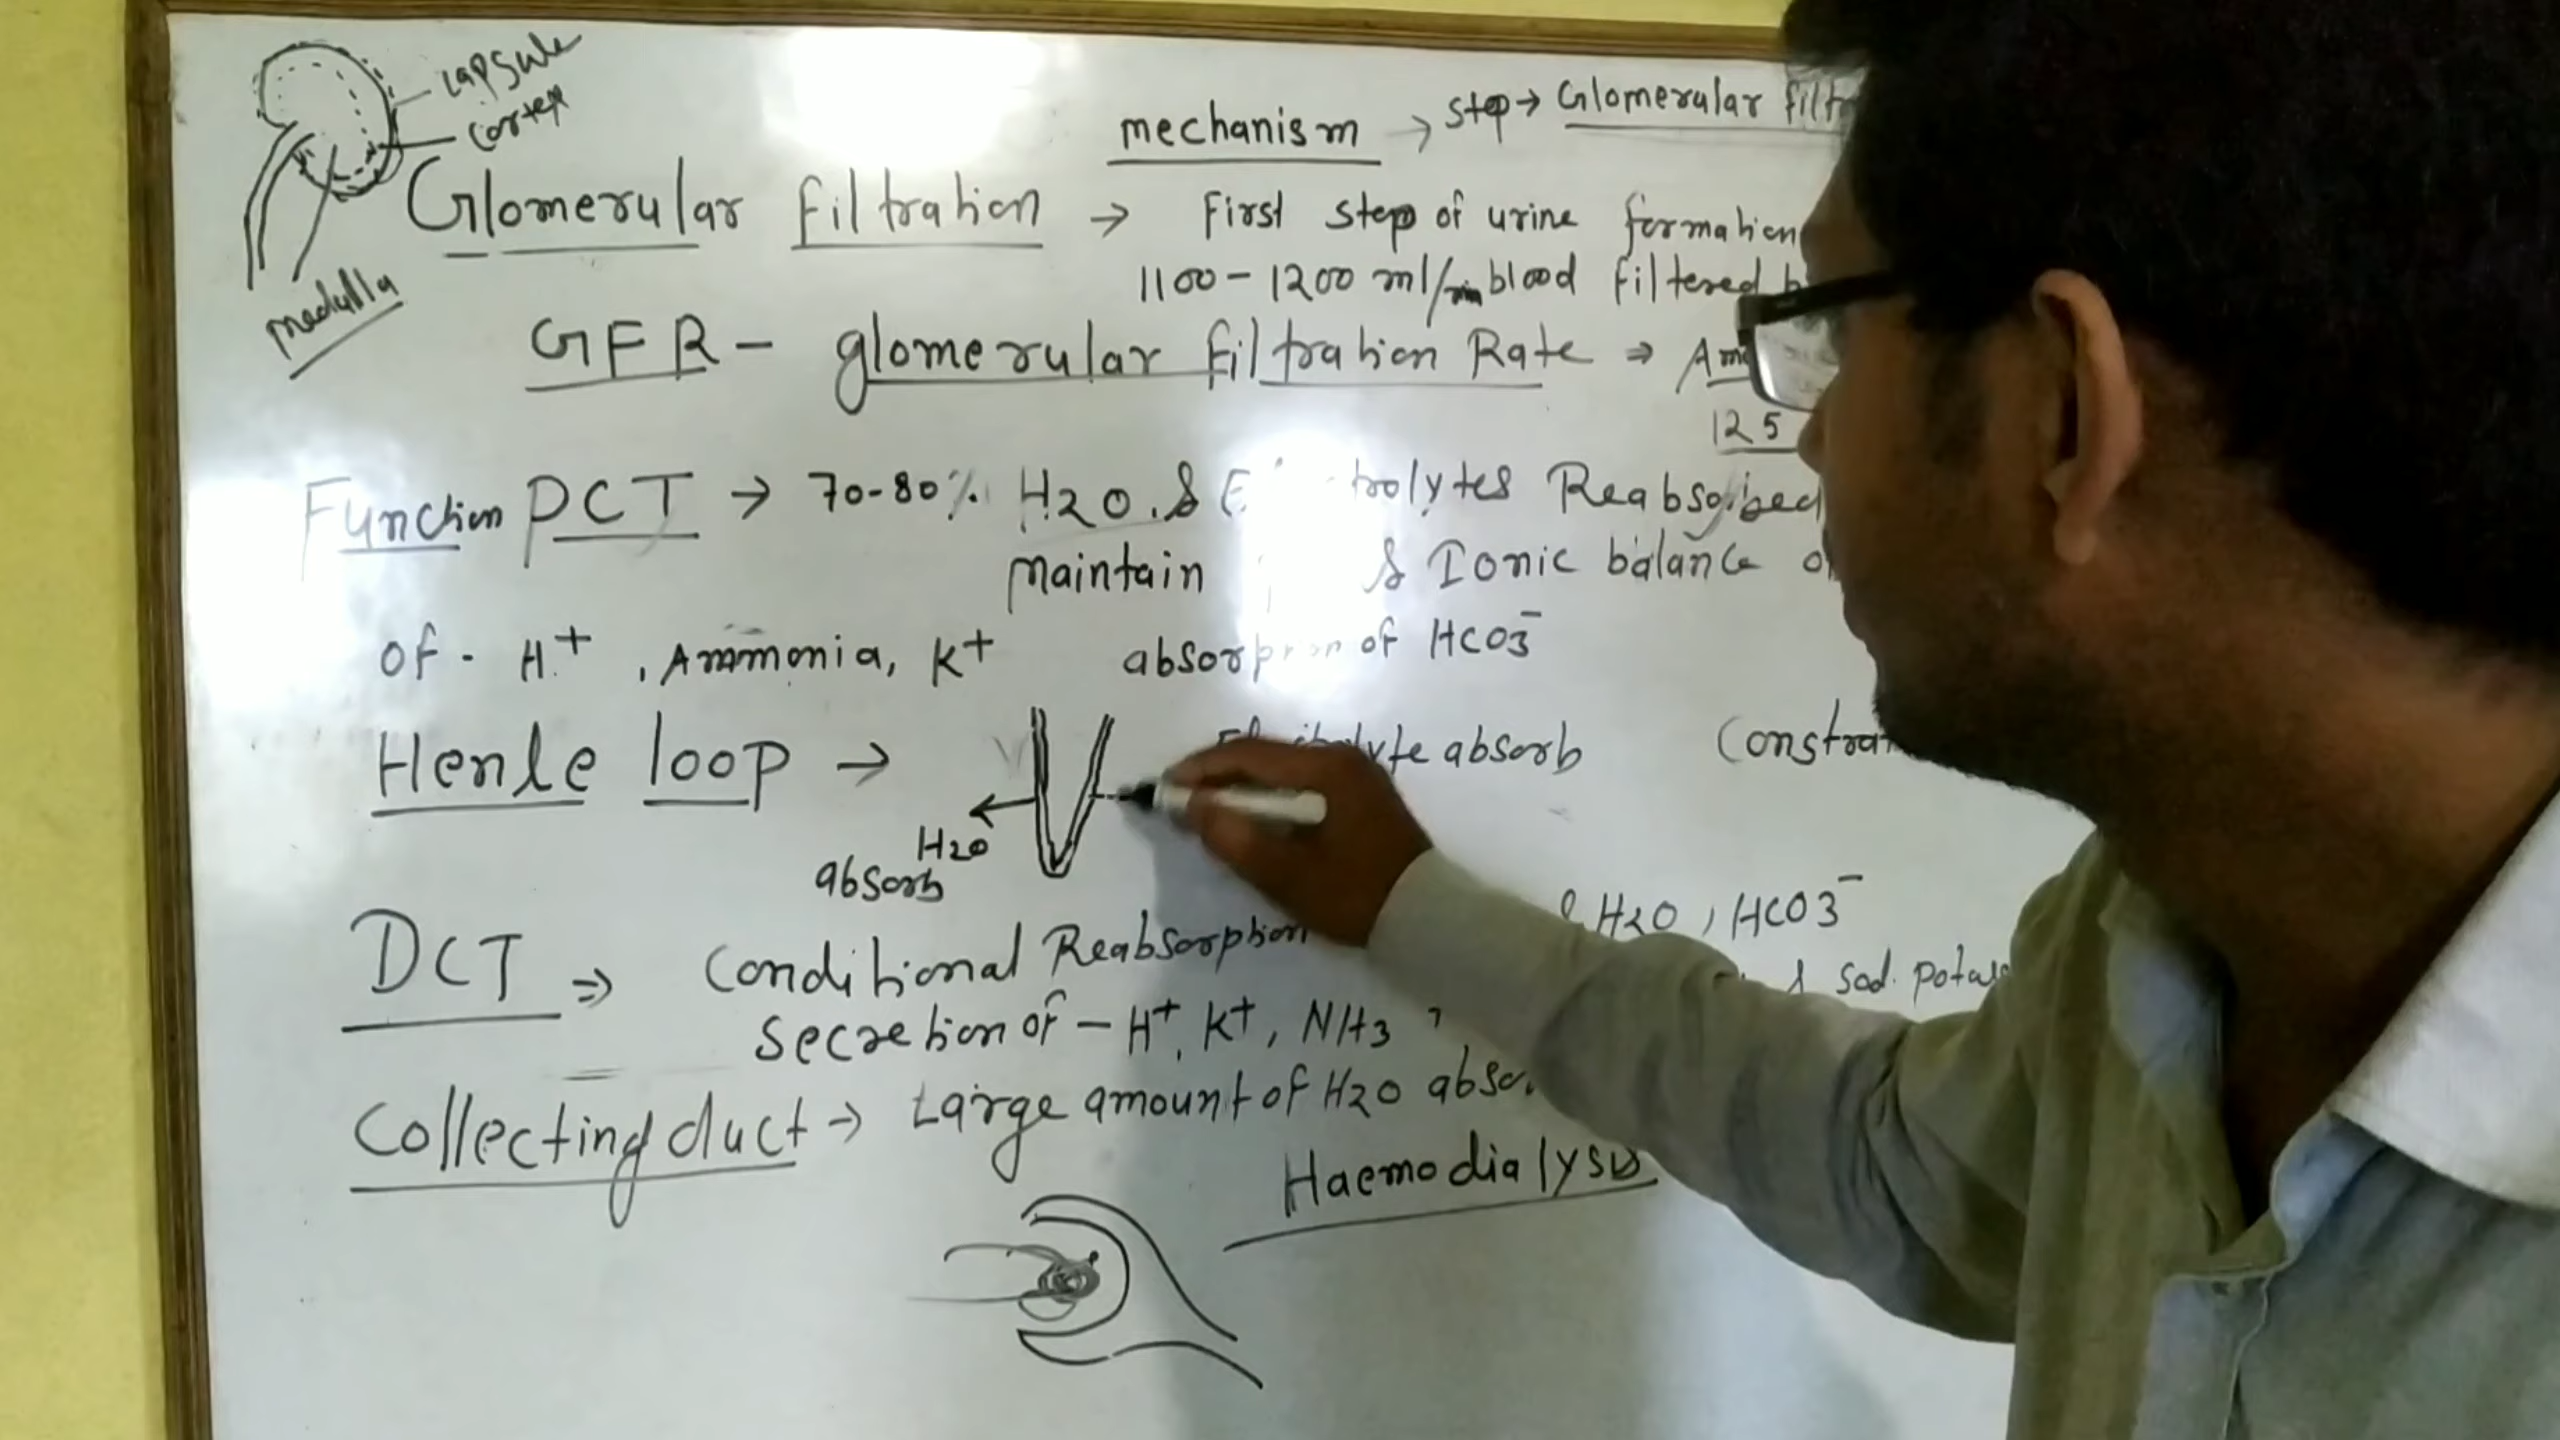 capsule
cortex
medulla
mechanism → step → Glomerular
Glomerular Filtration → First step of urine formation
1100 - 1200 ml/min blood filtered
GFR - glomerular Filtration Rate ⇒
125
Function PCT → 70-80% H2O & Reabsorbed
maintain & Ionic balance
of - H+, Ammonia, K+ absorption of HCO3-
Henle loop → absorb
H2O
absorb
DCT ⇒ Conditional Reabsorption H2O, HCO3-
& sod.
secretion of - H+, K+, NH3
Collecting duct → Large amount of H2O
Haemodialysis